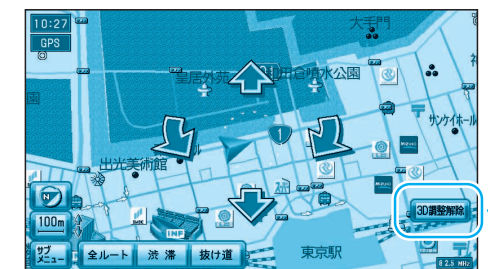 10:27
GPS
大手門
皇居外苑
和田倉噴水公園
サンケイホール
出光美術館
1
3D調整解除
100m
INF
サブ
メニュー
全ルート
渋滞
抜け道
東京駅
82.5 MHz